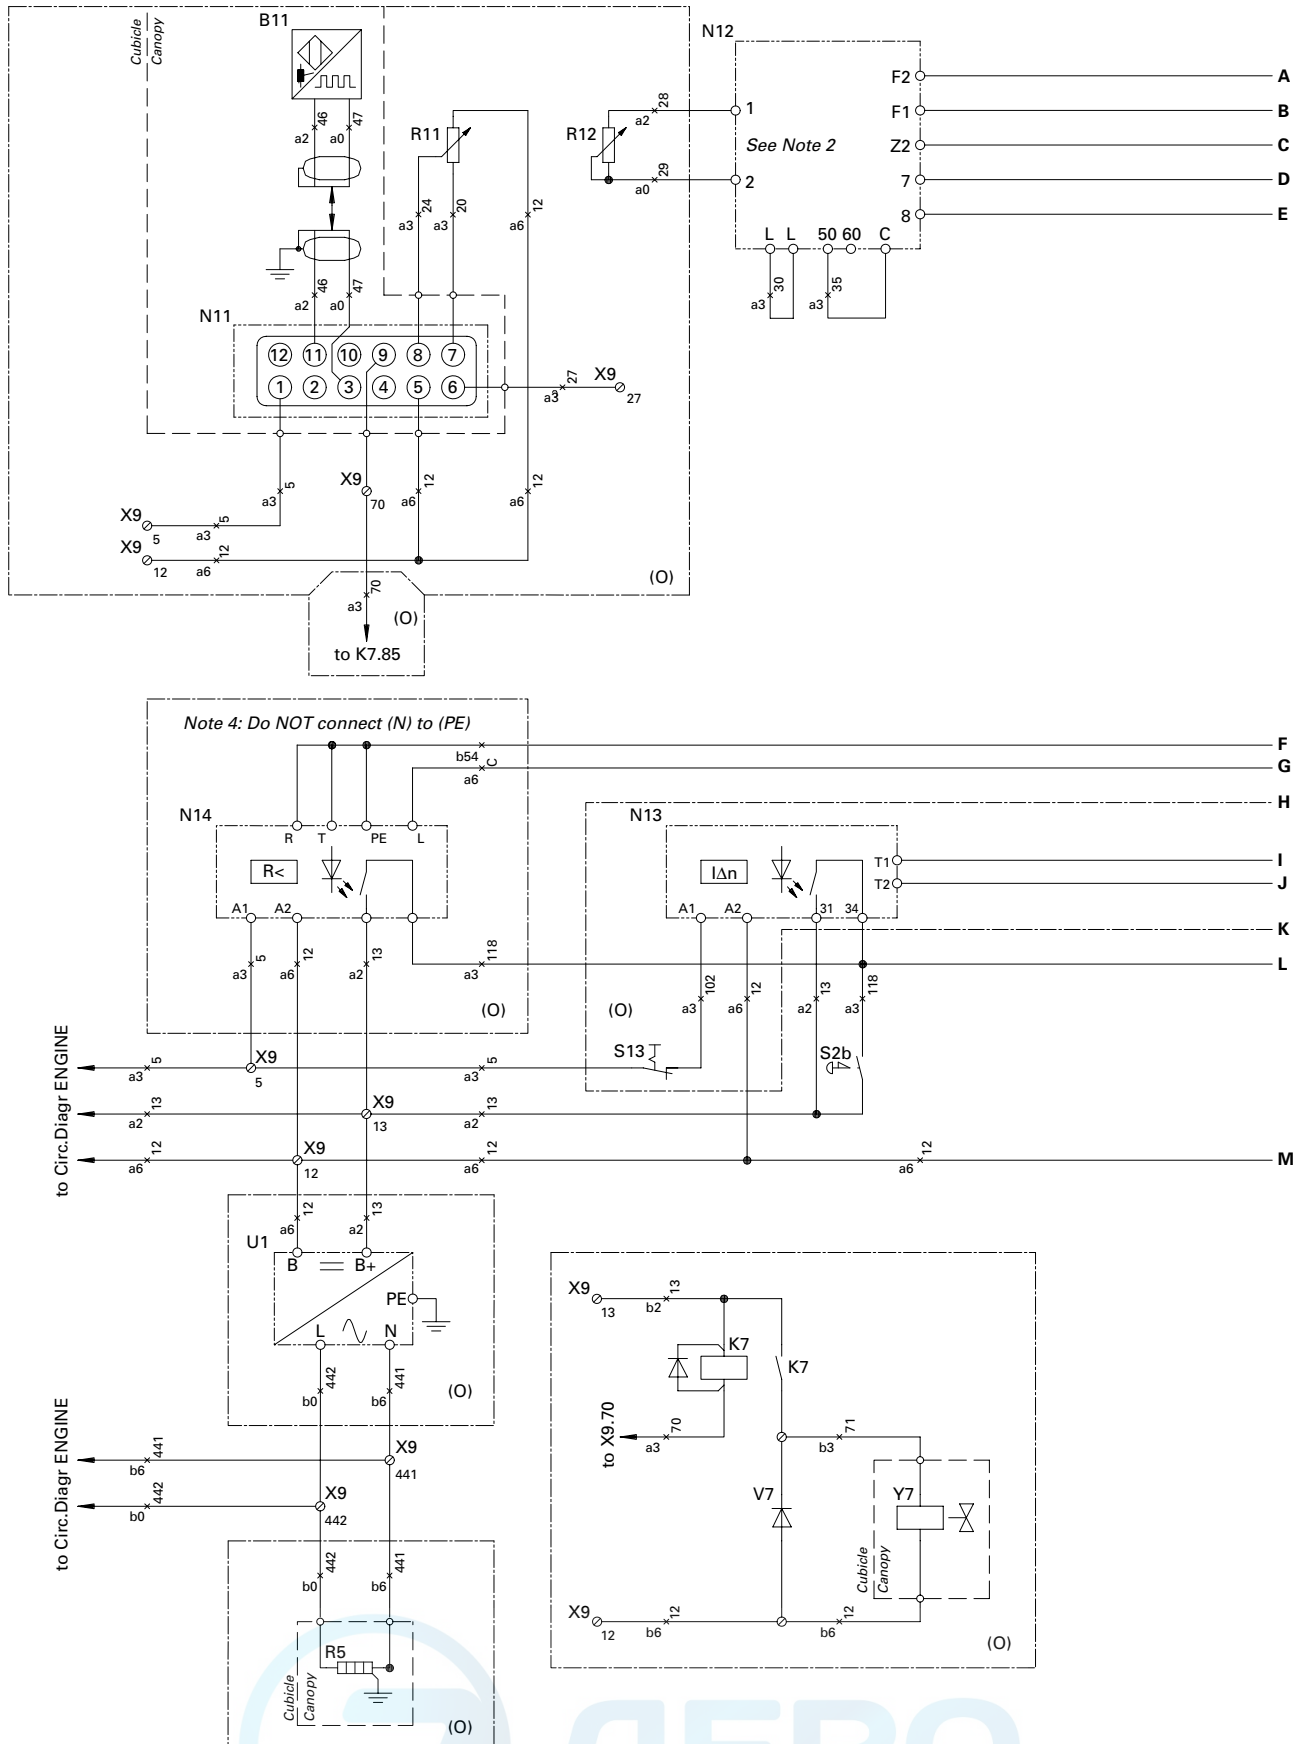 B11
N12
Cubicle
Canopy
F2
A
28
1
F1
B
46
47
R11
a2
R12
a2
a0
See Note 2
Z2
C
29
2
7
D
a0
24
20
12
8
E
a3
a3
a6
L L 50 60 C
46
47
30
35
a2
a0
a3
a3
N11
12 11 10 9 8 7
27
X9
1 2 3 4 5 6
a3
27
X9
5
12
12
a3
70
a6
a6
X9
5
5
a3
X9
12
12
a6
(O)
70
a3
(O)
to K7.85
Note 4: Do NOT connect (N) to (PE)
F
b54
C
G
a6
H
N14
N13
R T PE L
R<
I∆n
T1
I
T2
J
A1 A2
A1 A2 31 34
K
5
12
13
118
L
a3
a6
a2
a3
102
12
13
118
(O)
(O)
a3
a6
a2
a3
to Circ.Diagr ENGINE
5
X9
5
S13
S2b
a3
5
a3
13
X9
13
a2
13
a2
12
X9
12
12
M
a6
12
a6
a6
12
13
a6
a2
U1
B
B+
X9
13
13
b2
PE
L
N
K7
K7
442
441
b0
b6
(O)
to X9.70
70
71
a3
b3
to Circ.Diagr ENGINE
441
X9
b6
441
V7
Y7
442
X9
b0
442
Cubicle
Canopy
442
441
b0
b6
X9
12
12
12
b6
b6
(O)
R5
Cubicle
Canopy
(O)
AERO